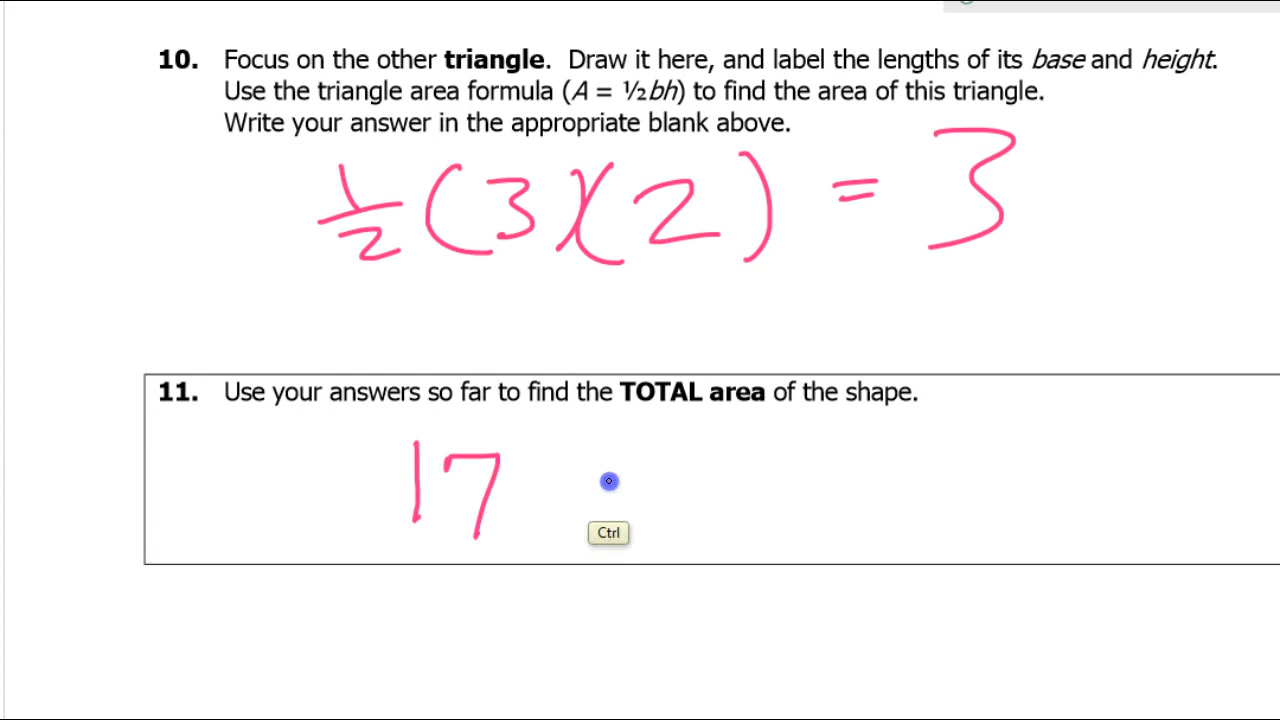 10. Focus on the other triangle. Draw it here, and label the lengths of its base and height.
Use the triangle area formula (A = ½bh) to find the area of this triangle.
Write your answer in the appropriate blank above.
1/2 (3)(2) = 3
11. Use your answers so far to find the TOTAL area of the shape.
17
Ctrl